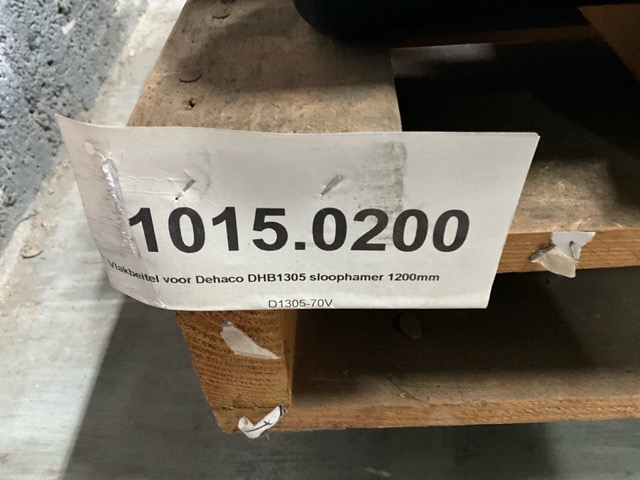 1015.0200
Vlakbeitel voor Dehaco DHB1305 sloophamer 1200mm
D1305-70V